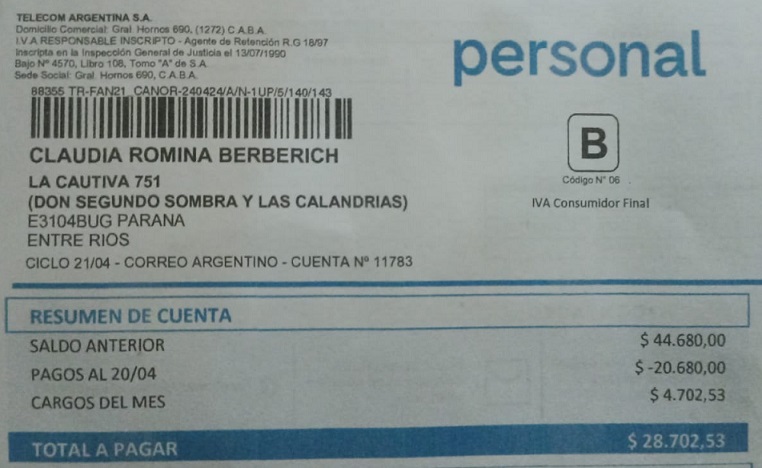 TELECOM ARGENTINA S.A.
Domicilio Comercial: Gral. Hornos 690, (1272) C.A.B.A.
I.V.A RESPONSABLE INSCRIPTO - Agente de Retención R.G 18/97
Inscripta en la Inspección General de Justicia el 13/07/1990
Bajo Nº 4570, Libro 108, Tomo "A" de S.A.
Sede Social: Gral. Hornos 690, C.A.B.A.
personal
88355 TR-FAN21_CANOR-240424/A/N-1UP/5/140/143
CLAUDIA ROMINA BERBERICH
LA CAUTIVA 751
(DON SEGUNDO SOMBRA Y LAS CALANDRIAS)
E3104BUG PARANA
ENTRE RIOS
CICLO 21/04 - CORREO ARGENTINO - CUENTA Nº 11783
B
Código Nº 06
IVA Consumidor Final
RESUMEN DE CUENTA
SALDO ANTERIOR $ 44.680,00
PAGOS AL 20/04 $ -20.680,00
CARGOS DEL MES $ 4.702,53
TOTAL A PAGAR $ 28.702,53